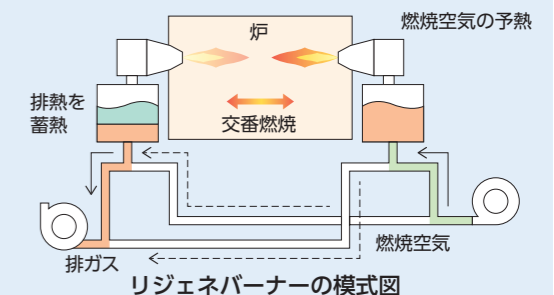 炉
燃焼空気の予熱
排熱を
蓄熱
交番燃焼
燃焼空気
排ガス
リジェネバーナーの模式図